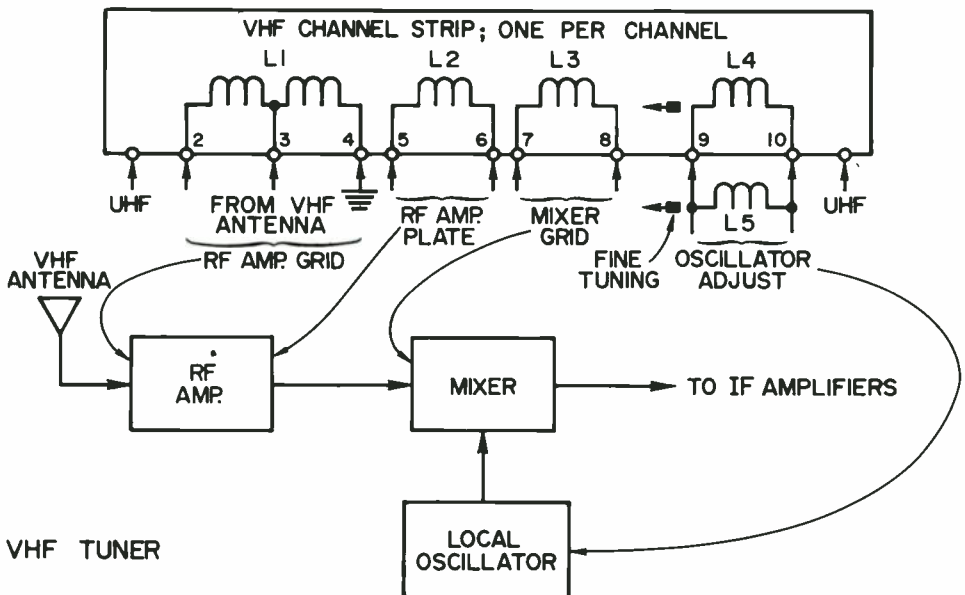 VHF CHANNEL STRIP; ONE PER CHANNEL
L1 L2 L3 L4
2 3 4 5 6 7 8 9 10
UHF
FROM VHF
ANTENNA
RF AMP. GRID
RF AMP.
PLATE
MIXER
GRID
FINE
TUNING
L5
OSCILLATOR
ADJUST
UHF
VHF
ANTENNA
RF
AMP.
MIXER
TO IF AMPLIFIERS
LOCAL
OSCILLATOR
VHF TUNER